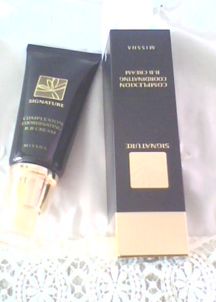 SIGNATURE
COMPLEXION
COORDINATING
B.B CREAM
MISSHA
SIGNATURE
COMPLEXION
COORDINATING
B.B CREAM
MISSHA